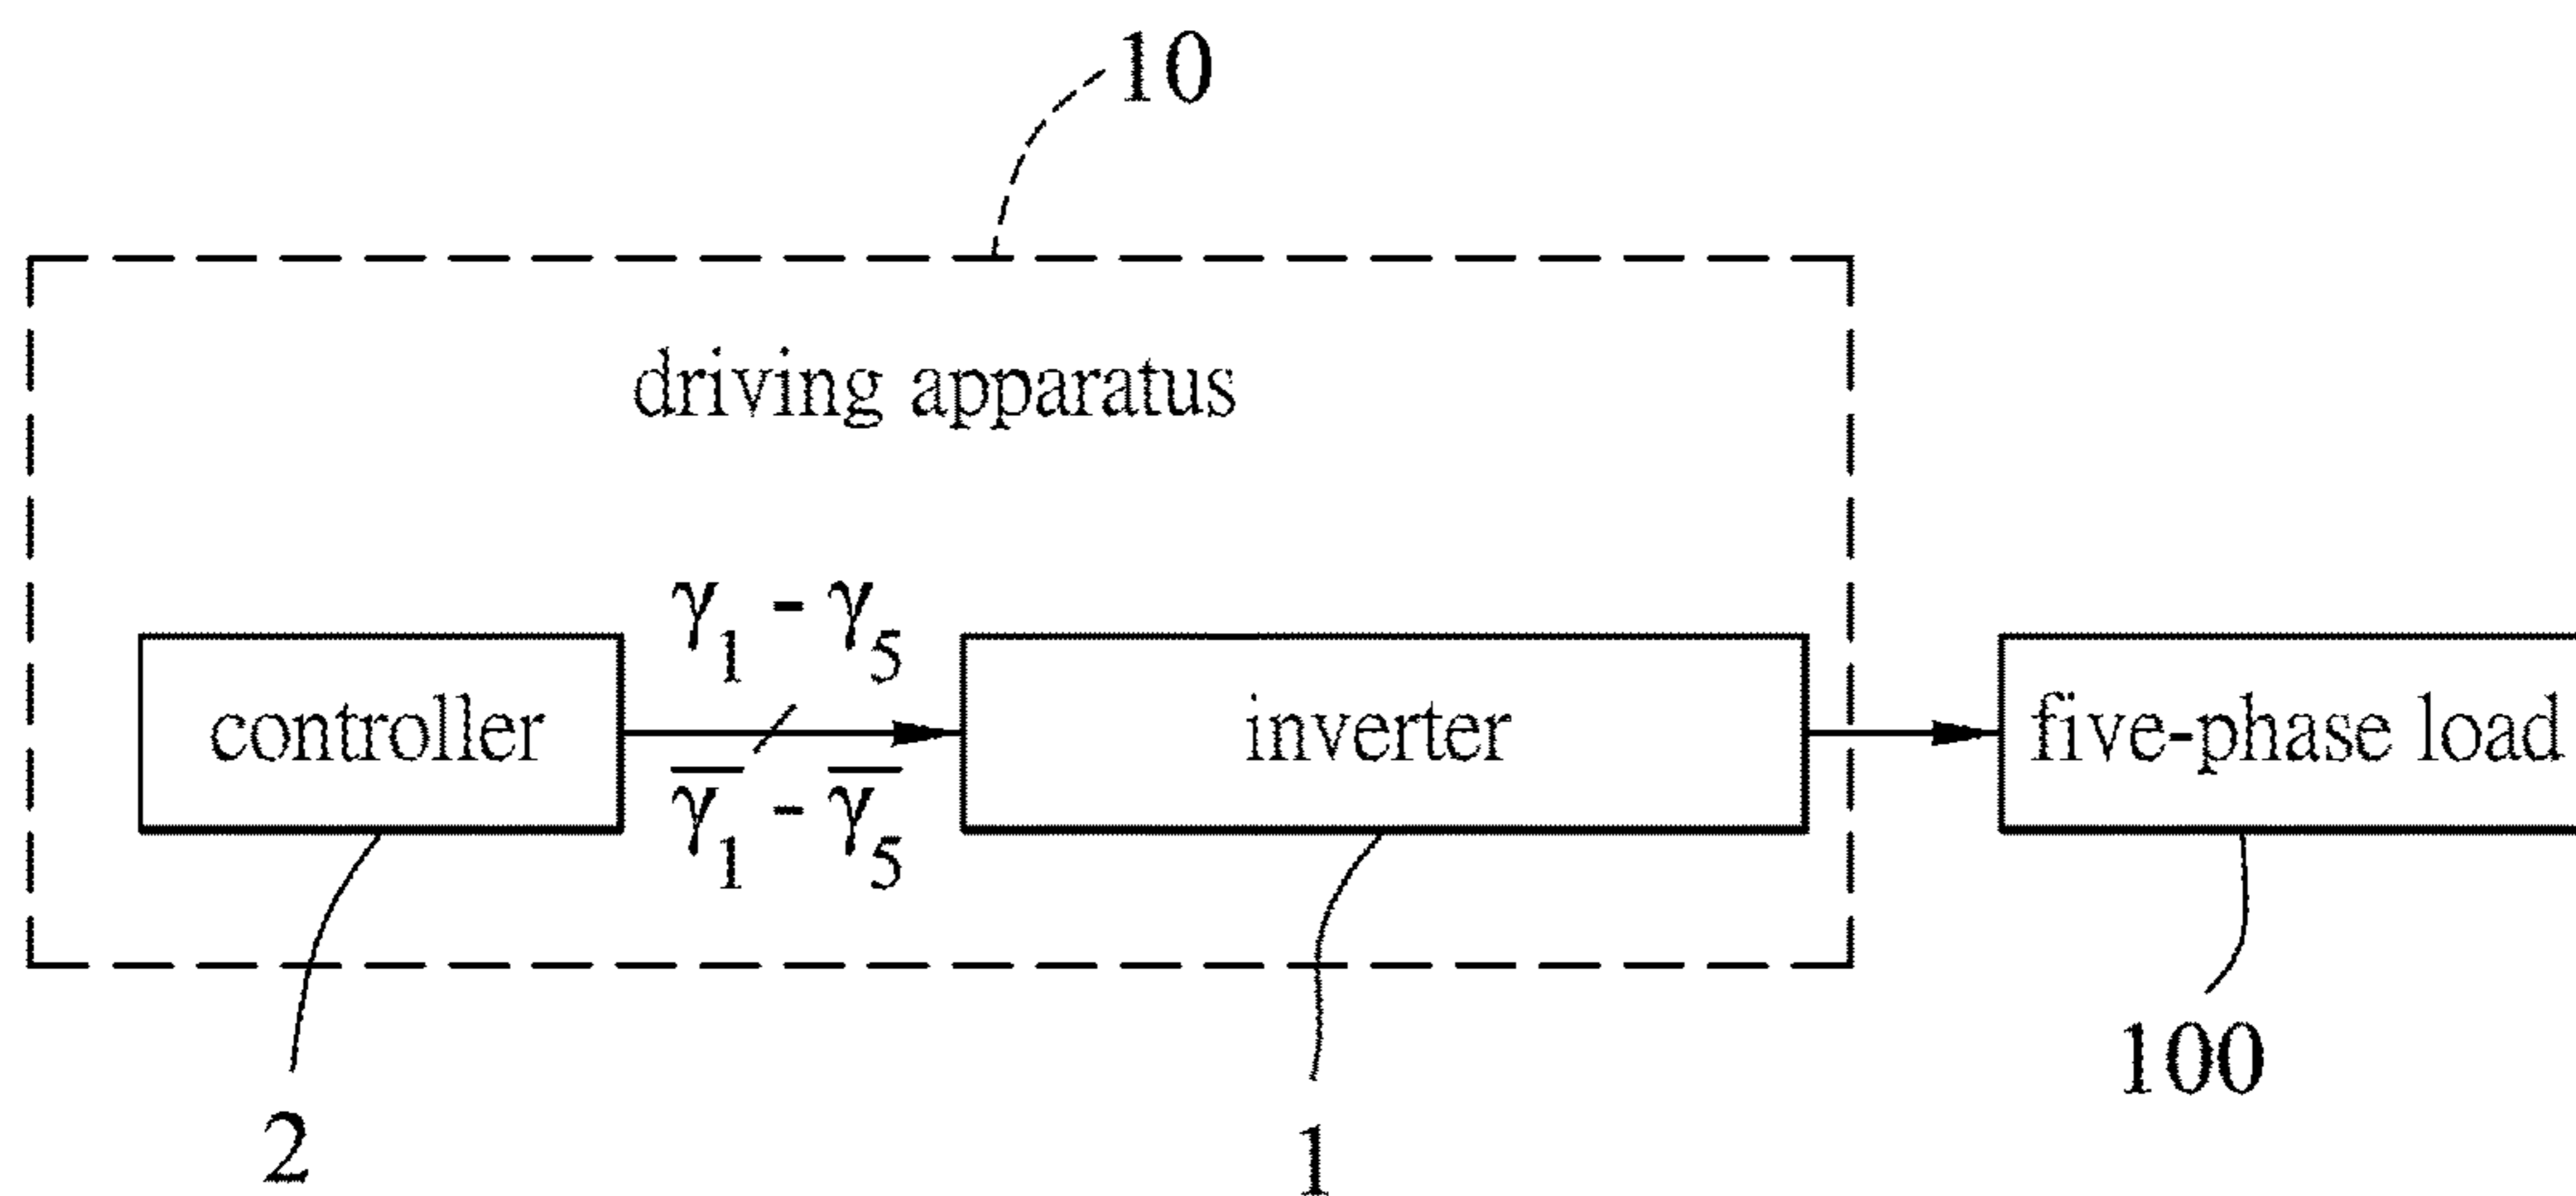 10
driving apparatus
γ₁ - γ₅
controller
inverter
five-phase load
γ̅₁ - γ̅₅
2
1
100